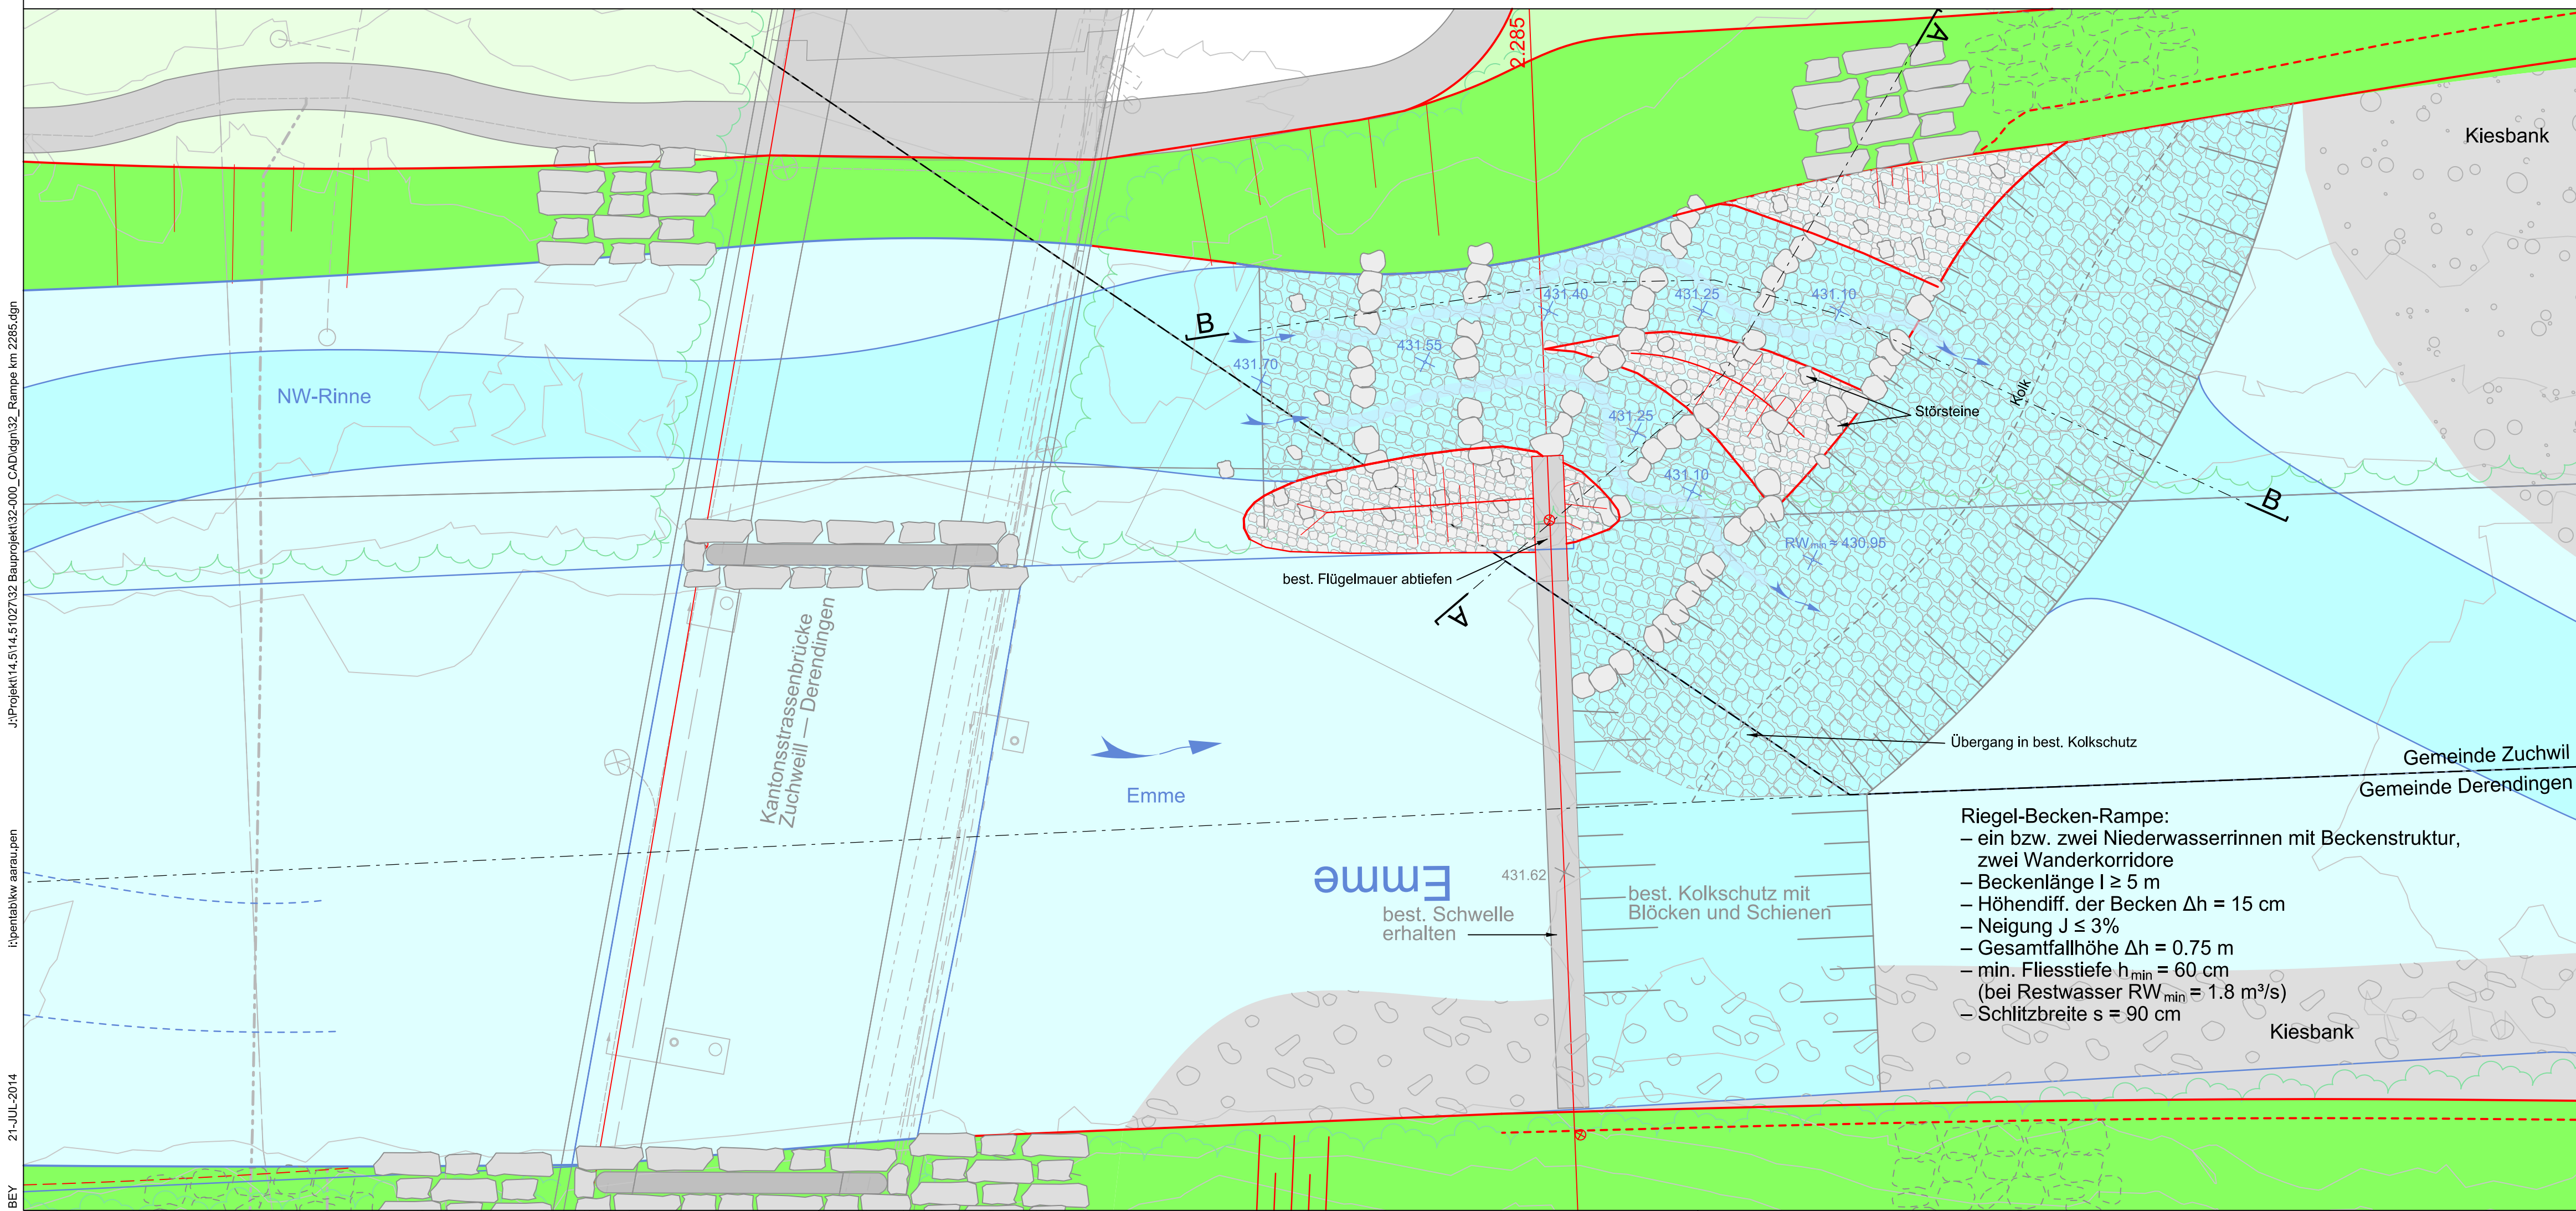 2.285
A
Kiesbank
B
431.40
431.25
431.10
431.55
431.70
NW-Rinne
Störsteine
Kolk
431.25
431.10
B
RWmin = 430.95
best. Flügelmauer abtiefen
A
Kantonsstrassenbrücke
Zuchweill — Derendingen
Übergang in best. Kolkschutz
Emme
Gemeinde Zuchwil
Gemeinde Derendingen
Emme
431.62
best. Schwelle
erhalten
best. Kolkschutz mit
Blöcken und Schienen
Riegel-Becken-Rampe:
– ein bzw. zwei Niederwasserrinnen mit Beckenstruktur,
zwei Wanderkorridore
– Beckenlänge l ≥ 5 m
– Höhendiff. der Becken Δh = 15 cm
– Neigung J ≤ 3%
– Gesamtfallhöhe Δh = 0.75 m
– min. Fliesstiefe hmin = 60 cm
(bei Restwasser RWmin = 1.8 m³/s)
– Schlitzbreite s = 90 cm
Kiesbank
J:\Projekt\14.5\14.51027\32 Bauprojekt\32-000_CAD\dgn\32_Rampe km 2285.dgn
i:\pentab\kw aarau.pen
21-JUL-2014
BEY